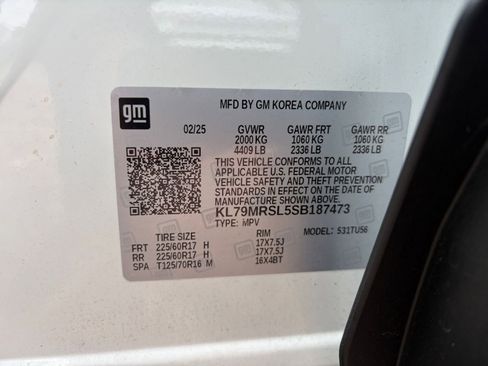 gm
MFD BY GM KOREA COMPANY
02/25 GVWR GAWR FRT GAWR RR
2000 KG 1060 KG 1060 KG
4409 LB 2336 LB 2336 LB
THIS VEHICLE CONFORMS TO ALL
APPLICABLE U.S. FEDERAL MOTOR
VEHICLE SAFETY AND THEFT PREVENTION
STANDARDS IN EFFECT ON THE DATE OF
MANUFACTURE SHOWN ABOVE.
KL79MRSL5SB187473
TYPE: MPV MODEL: 531TU56
TIRE SIZE RIM
FRT 225/60R17 H 17X7.5J
RR 225/60R17 H 17X7.5J
SPA T125/70R16 M 16X4BT